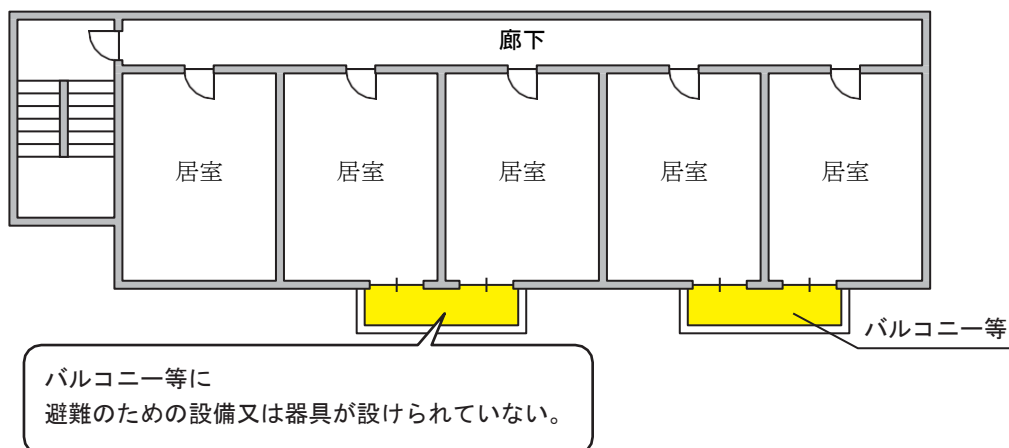 廊下
居室
居室
居室
居室
居室
バルコニー等
バルコニー等に
避難のための設備又は器具が設けられていない。